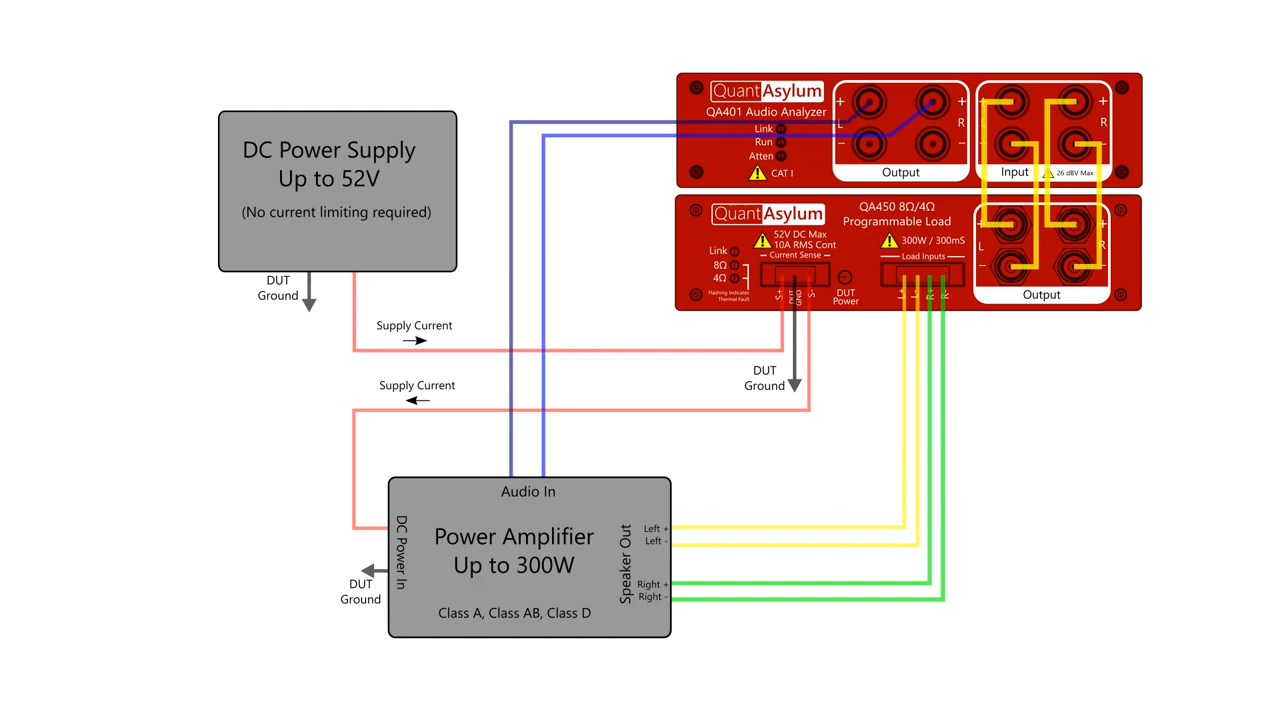 DC Power Supply
Up to 52V
(No current limiting required)
DUT
Ground
Supply Current
Supply Current
QuantAsylum
QA401 Audio Analyzer
Link
Run
Atten
CAT I
+
L
−
+
R
−
Output
+
L
−
+
R
−
Input
26 dBV Max
QuantAsylum
QA450 8Ω/4Ω
Programmable Load
52V DC Max
10A RMS Cont
300W / 300mS
Current Sense
Load Inputs
Link
8Ω
4Ω
Flashing Indicates
Thermal Fault
S+
DUT
GND
S-
DUT
Power
L+
L-
R+
R-
L
R
−
Output
DUT
Ground
Audio In
DC Power In
Power Amplifier
Up to 300W
Class A, Class AB, Class D
Speaker Out
Left +
Left -
Right +
Right -
DUT
Ground